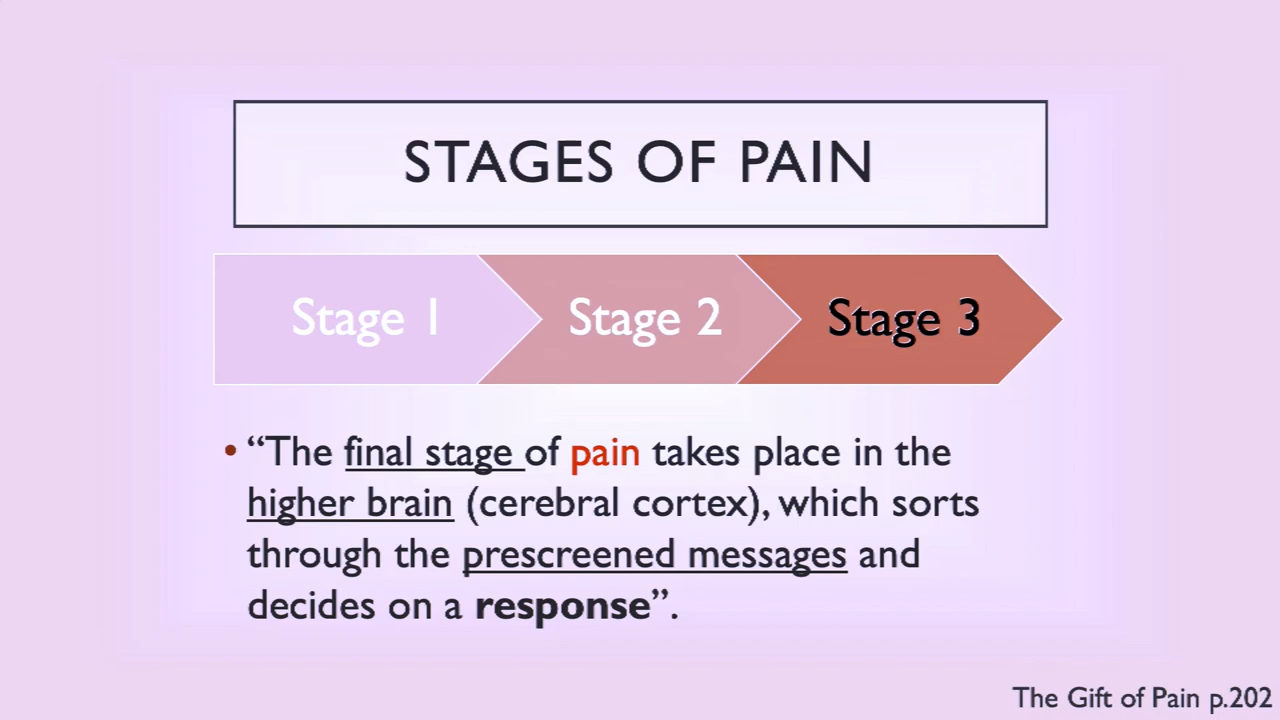 STAGES OF PAIN
Stage 1
Stage 2
Stage 3
• “The final stage of pain takes place in the
higher brain (cerebral cortex), which sorts
through the prescreened messages and
decides on a response”.
The Gift of Pain p.202